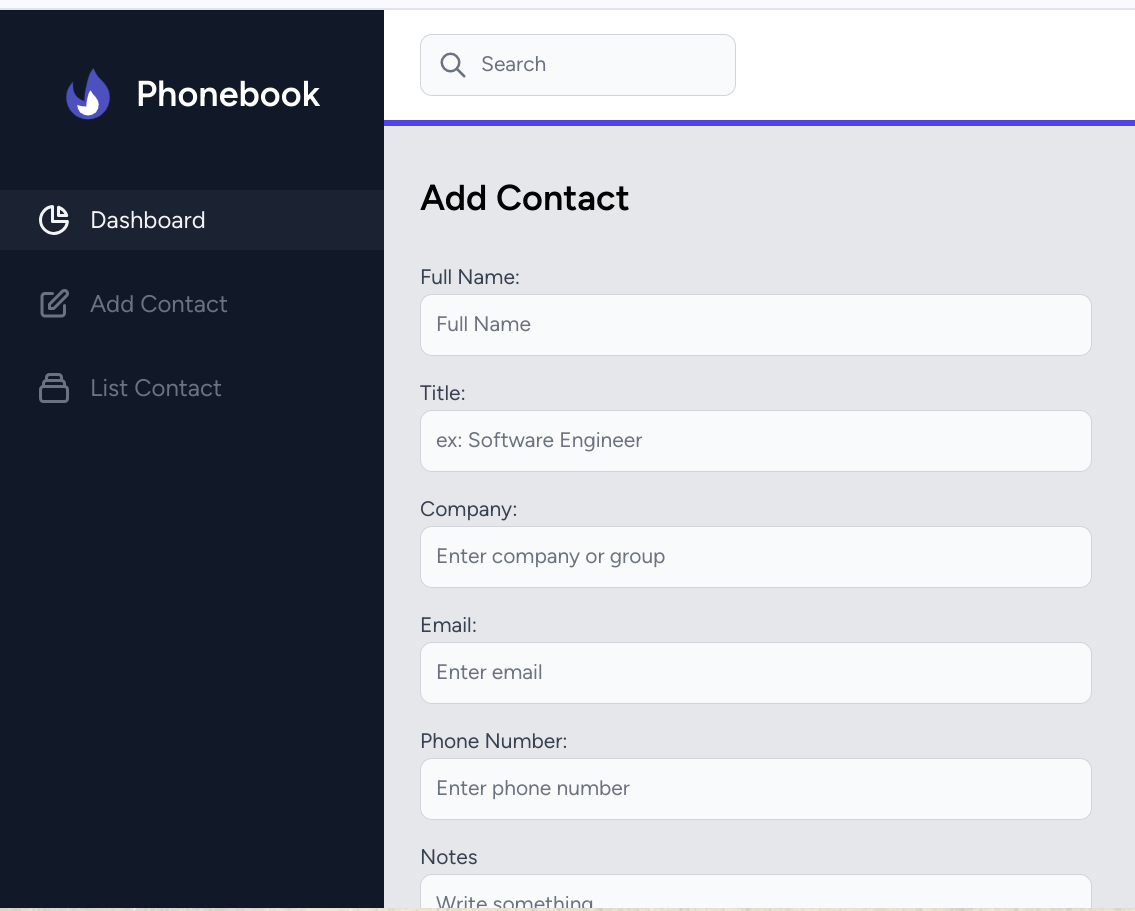 Phonebook
Dashboard
Add Contact
List Contact
Search
Add Contact
Full Name:
Full Name
Title:
ex: Software Engineer
Company:
Enter company or group
Email:
Enter email
Phone Number:
Enter phone number
Notes
Write something